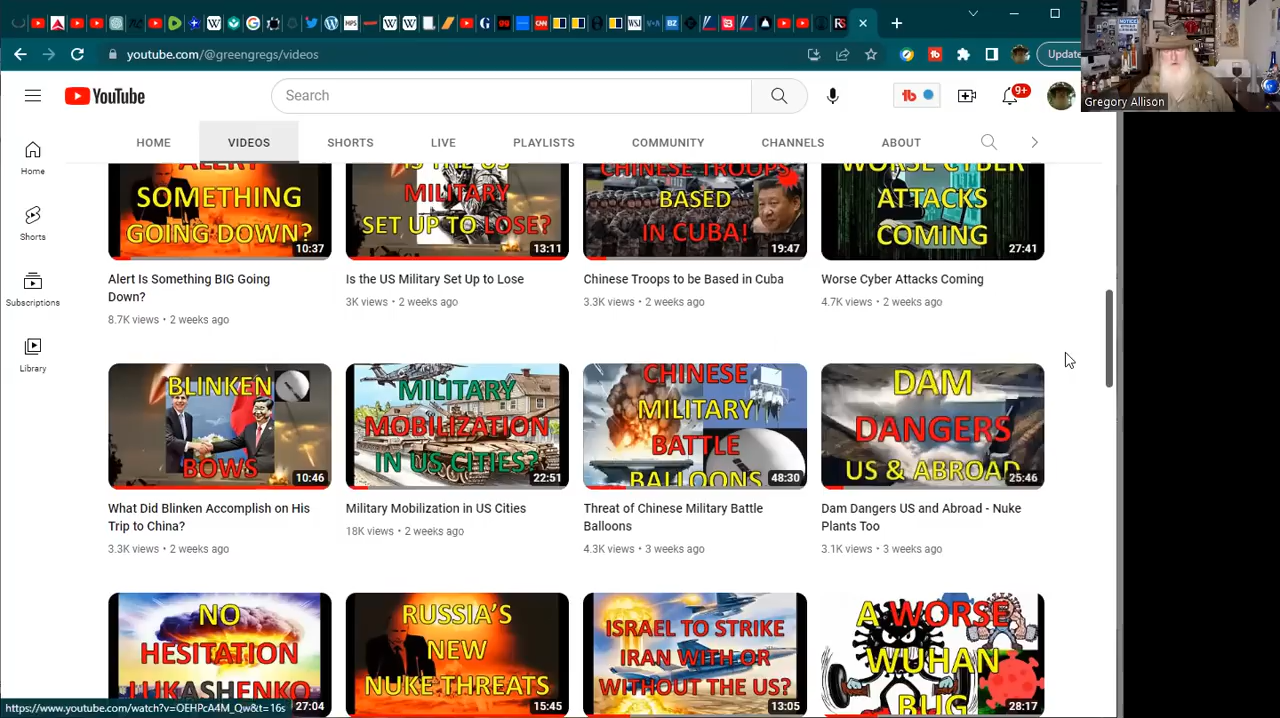 youtube.com/@greengregs/videos
Update
Gregory Allison
YouTube
Search
9+
HOME
VIDEOS
SHORTS
LIVE
PLAYLISTS
COMMUNITY
CHANNELS
ABOUT
Home
Shorts
Subscriptions
Library
ALERT
SOMETHING
GOING DOWN?
10:37
IS THE US
MILITARY
SET UP TO LOSE?
13:11
CHINESE TROOPS
BASED
IN CUBA!
19:47
WORSE CYBER
ATTACKS
COMING
27:41
Alert Is Something BIG Going
Down?
8.7K views • 2 weeks ago
Is the US Military Set Up to Lose
3K views • 2 weeks ago
Chinese Troops to be Based in Cuba
3.3K views • 2 weeks ago
Worse Cyber Attacks Coming
4.7K views • 2 weeks ago
BLINKEN
BOWS
10:46
MILITARY
MOBILIZATION
IN US CITIES?
22:51
CHINESE
MILITARY
BATTLE
BALLOONS
48:30
DAM
DANGERS
US & ABROAD
25:46
What Did Blinken Accomplish on His
Trip to China?
3.3K views • 2 weeks ago
Military Mobilization in US Cities
18K views • 2 weeks ago
Threat of Chinese Military Battle
Balloons
4.3K views • 3 weeks ago
Dam Dangers US and Abroad - Nuke
Plants Too
3.1K views • 3 weeks ago
NO
HESITATION
LUKASHENKO
27:04
RUSSIA'S
NEW
NUKE THREATS
15:45
ISRAEL TO STRIKE
IRAN WITH OR
WITHOUT THE US?
13:05
A WORSE
WUHAN
BUG
28:17
https://www.youtube.com/watch?v=OEHPcA4M_Qw&t=16s